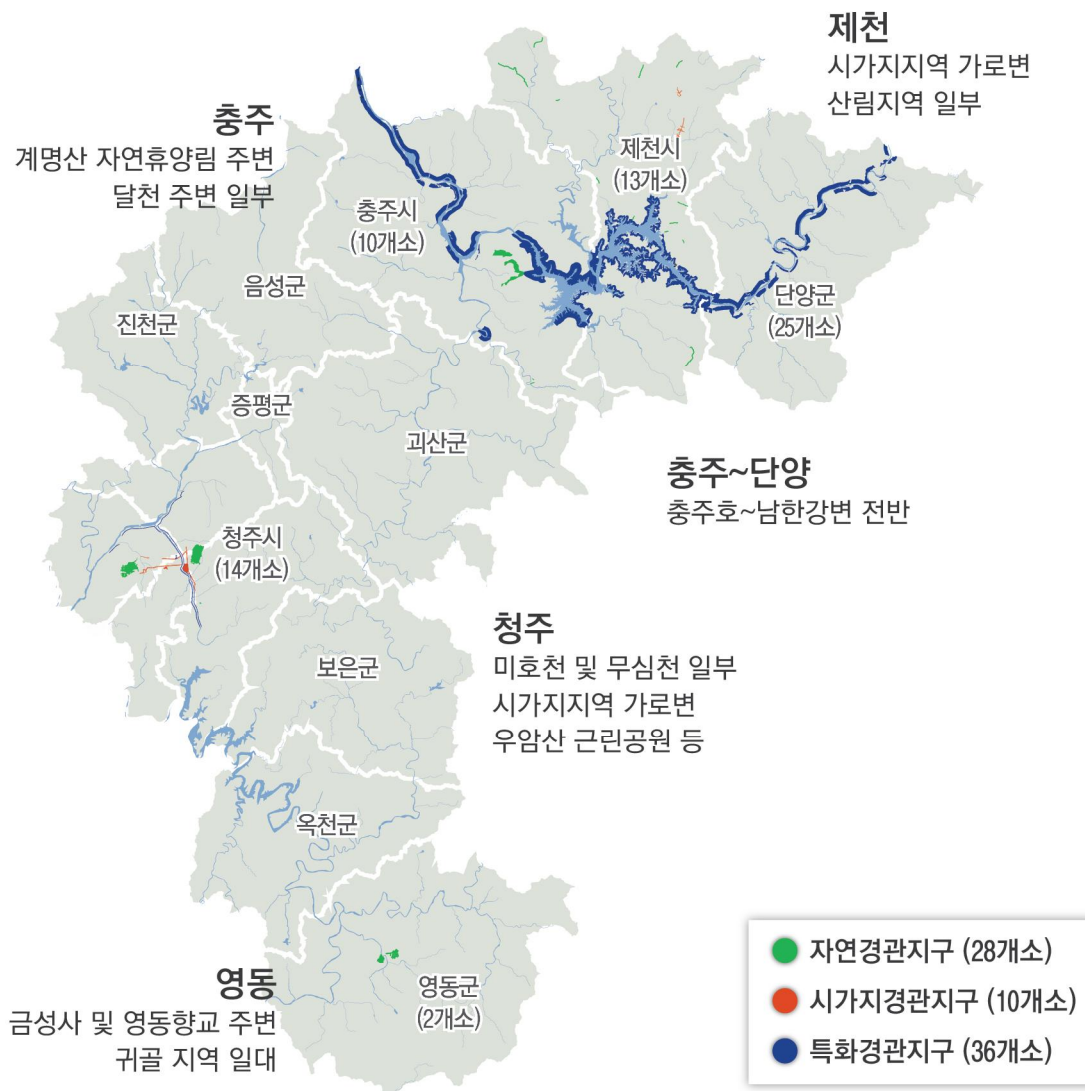 제천
시가지지역 가로변
산림지역 일부
충주
계명산 자연휴양림 주변
달천 주변 일부
제천시
(13개소)
충주시
(10개소)
음성군
단양군
(25개소)
진천군
증평군
괴산군
충주~단양
충주호~남한강변 전반
청주시
(14개소)
청주
미호천 및 무심천 일부
시가지지역 가로변
우암산 근린공원 등
보은군
옥천군
영동
금성사 및 영동향교 주변
귀골 지역 일대
영동군
(2개소)
자연경관지구 (28개소)
시가지경관지구 (10개소)
특화경관지구 (36개소)